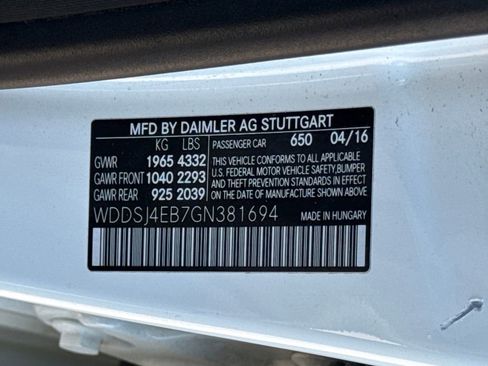 MFD BY DAIMLER AG STUTTGART
KG LBS PASSENGER CAR 650 04/16
GVWR 1965 4332 THIS VEHICLE CONFORMS TO ALL APPLICABLE
GAWR FRONT 1040 2293 U.S. FEDERAL MOTOR VEHICLE SAFETY,BUMPER,
GAWR REAR 925 2039 AND THEFT PREVENTION STANDARDS IN EFFECT
ON THE DATE OF MANUFACTURE SHOWN ABOVE.
WDDSJ4EB7GN381694 MADE IN HUNGARY